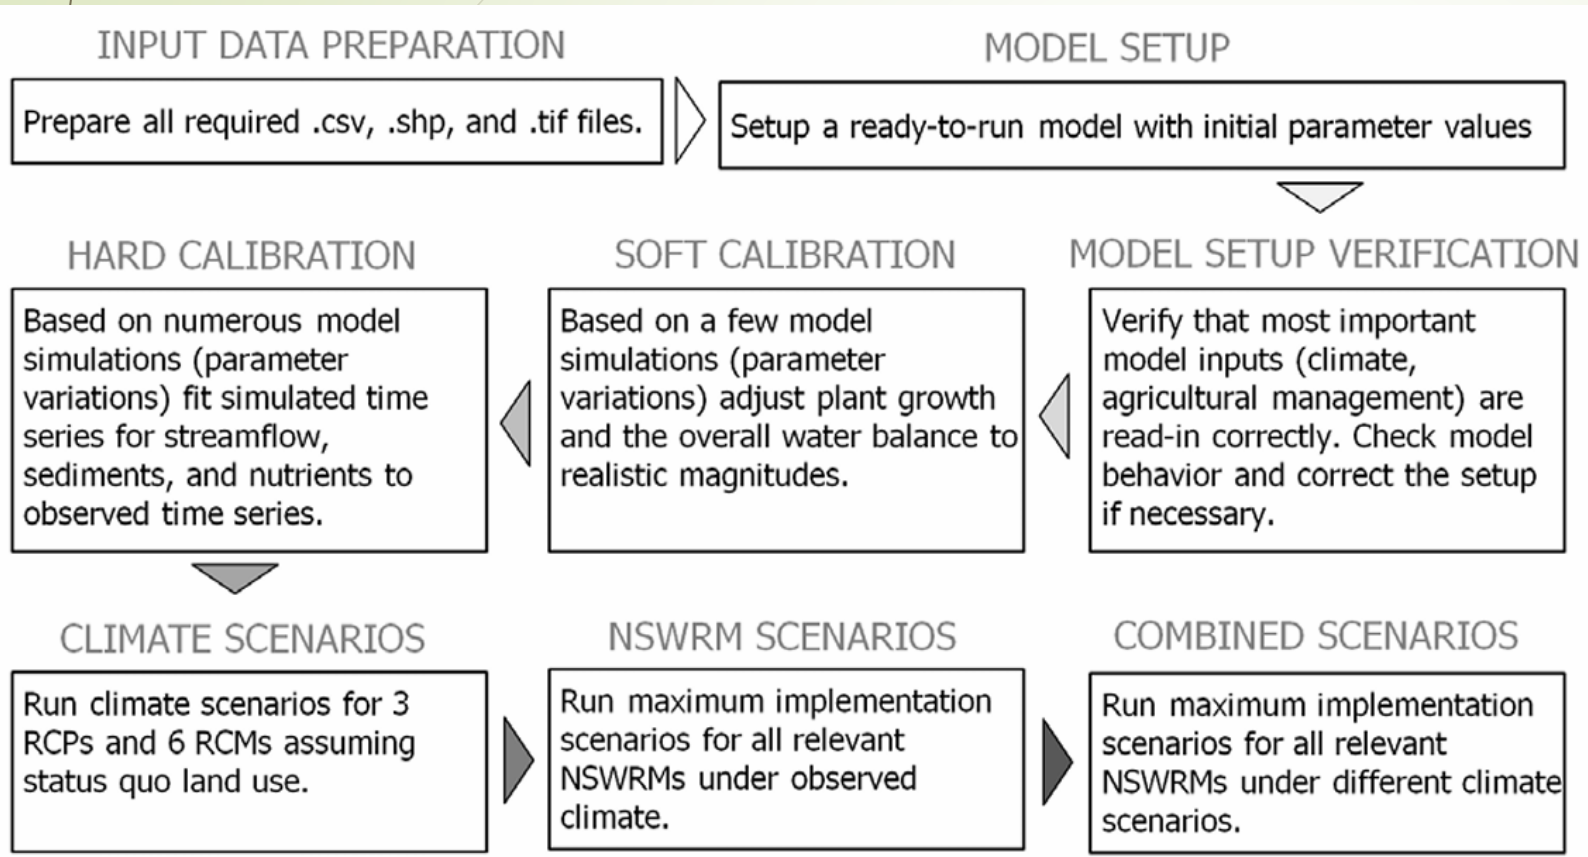 INPUT DATA PREPARATION
Prepare all required .csv, .shp, and .tif files.
MODEL SETUP
Setup a ready-to-run model with initial parameter values
MODEL SETUP VERIFICATION
Verify that most important
model inputs (climate,
agricultural management) are
read-in correctly. Check model
behavior and correct the setup
if necessary.
SOFT CALIBRATION
Based on a few model
simulations (parameter
variations) adjust plant growth
and the overall water balance to
realistic magnitudes.
HARD CALIBRATION
Based on numerous model
simulations (parameter
variations) fit simulated time
series for streamflow,
sediments, and nutrients to
observed time series.
CLIMATE SCENARIOS
Run climate scenarios for 3
RCPs and 6 RCMs assuming
status quo land use.
NSWRM SCENARIOS
Run maximum implementation
scenarios for all relevant
NSWRMs under observed
climate.
COMBINED SCENARIOS
Run maximum implementation
scenarios for all relevant
NSWRMs under different climate
scenarios.